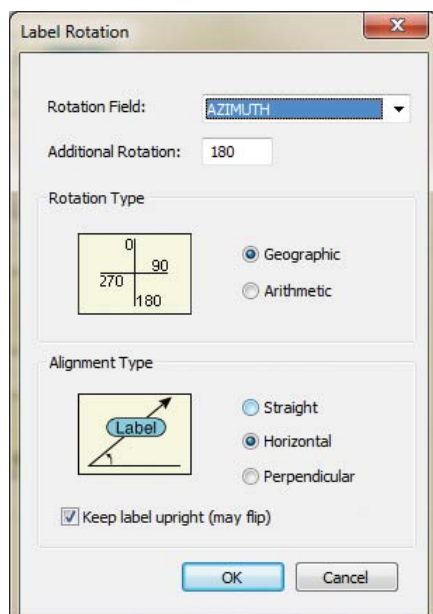 Label Rotation
Rotation Field: AZIMUTH
Additional Rotation: 180
Rotation Type
0
90
270
180
Geographic
Arithmetic
Alignment Type
Label
Straight
Horizontal
Perpendicular
Keep label upright (may flip)
OK Cancel